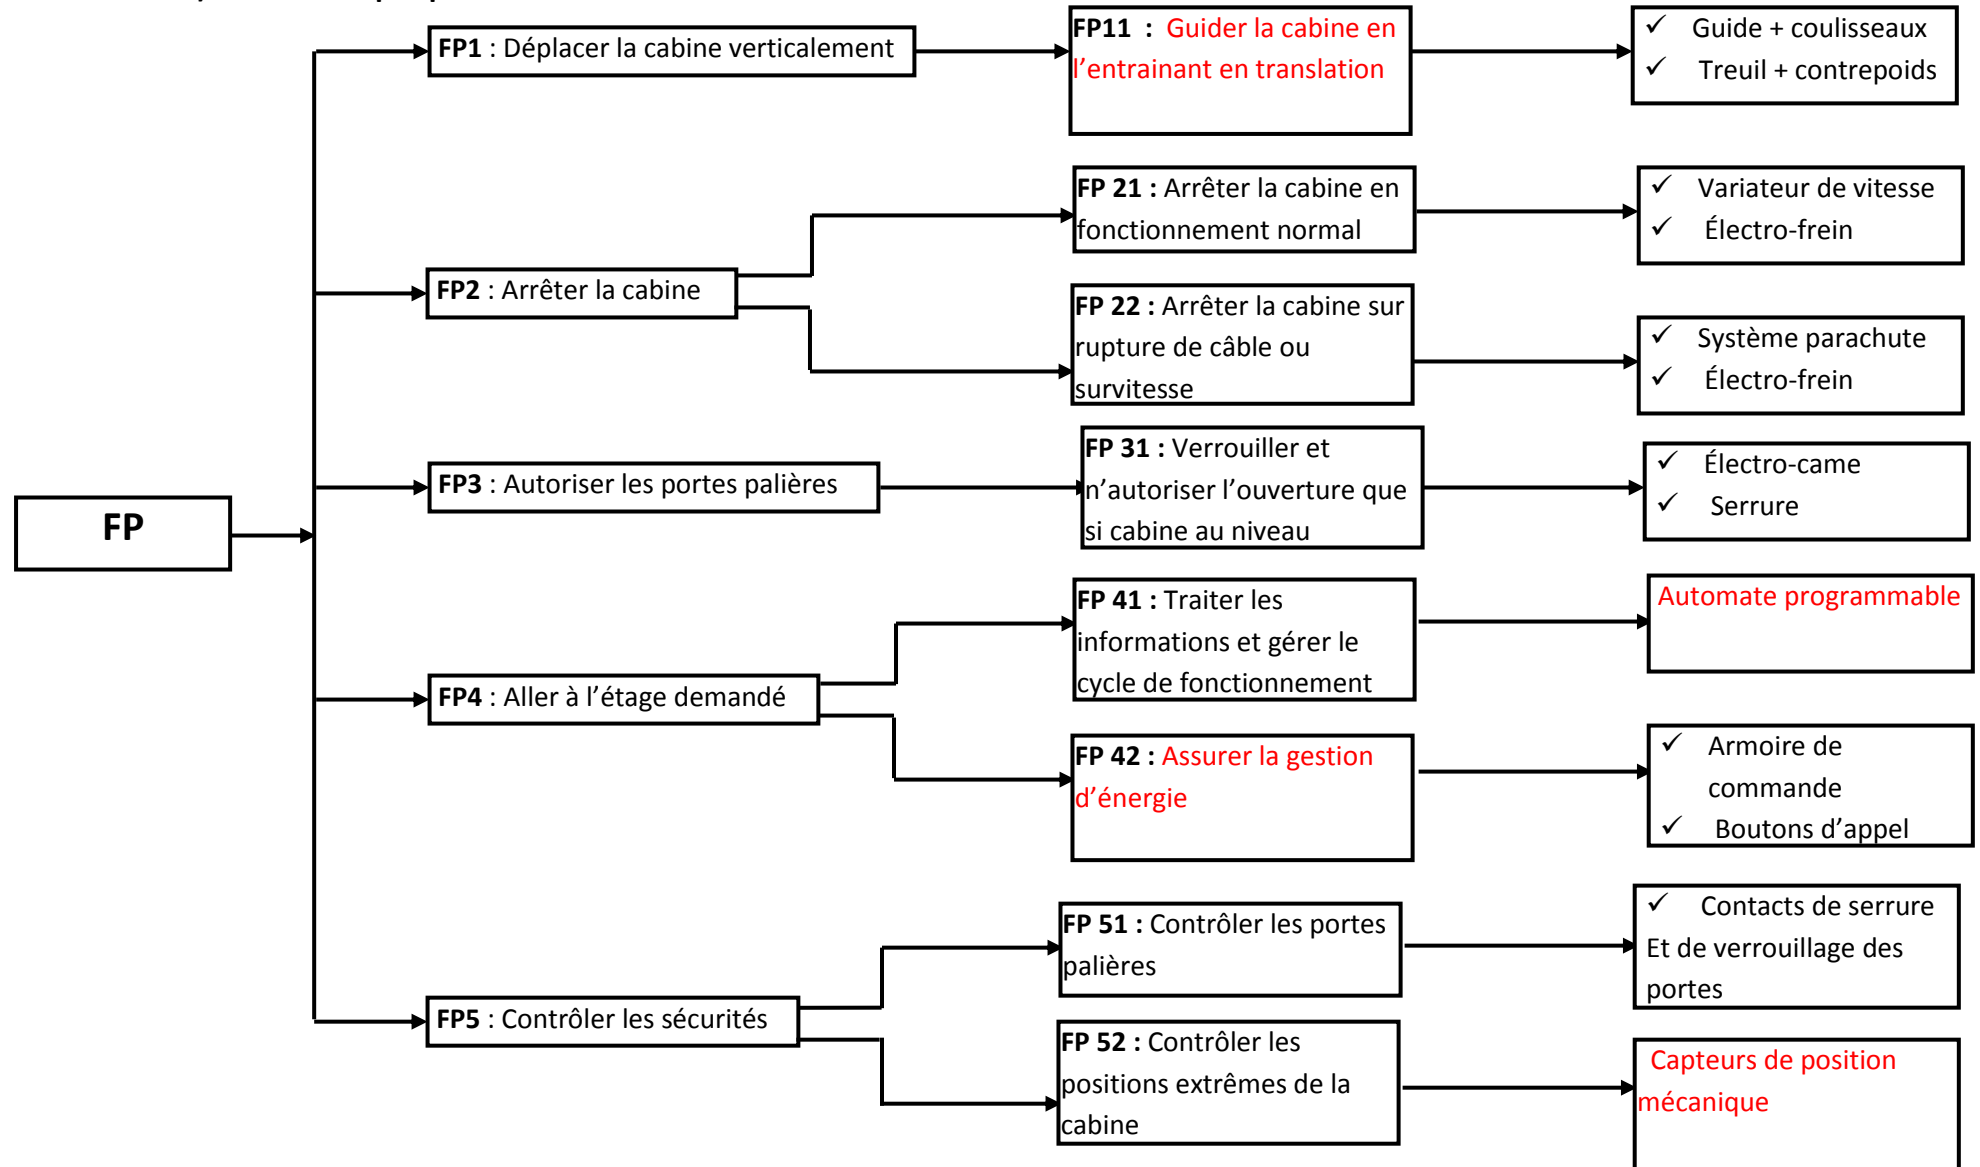 FP
FP1 : Déplacer la cabine verticalement
FP11 : Guider la cabine en
l'entrainant en translation
✓ Guide + coulisseaux
✓ Treuil + contrepoids
FP2 : Arrêter la cabine
FP 21 : Arrêter la cabine en
fonctionnement normal
✓ Variateur de vitesse
✓ Électro-frein
FP 22 : Arrêter la cabine sur
rupture de câble ou
survitesse
✓ Système parachute
✓ Électro-frein
FP3 : Autoriser les portes palières
FP 31 : Verrouiller et
n'autoriser l'ouverture que
si cabine au niveau
✓ Électro-came
✓ Serrure
FP4 : Aller à l'étage demandé
FP 41 : Traiter les
informations et gérer le
cycle de fonctionnement
Automate programmable
FP 42 : Assurer la gestion
d'énergie
✓ Armoire de
commande
✓ Boutons d'appel
FP5 : Contrôler les sécurités
FP 51 : Contrôler les portes
palières
✓ Contacts de serrure
Et de verrouillage des
portes
FP 52 : Contrôler les
positions extrêmes de la
cabine
Capteurs de position
mécanique